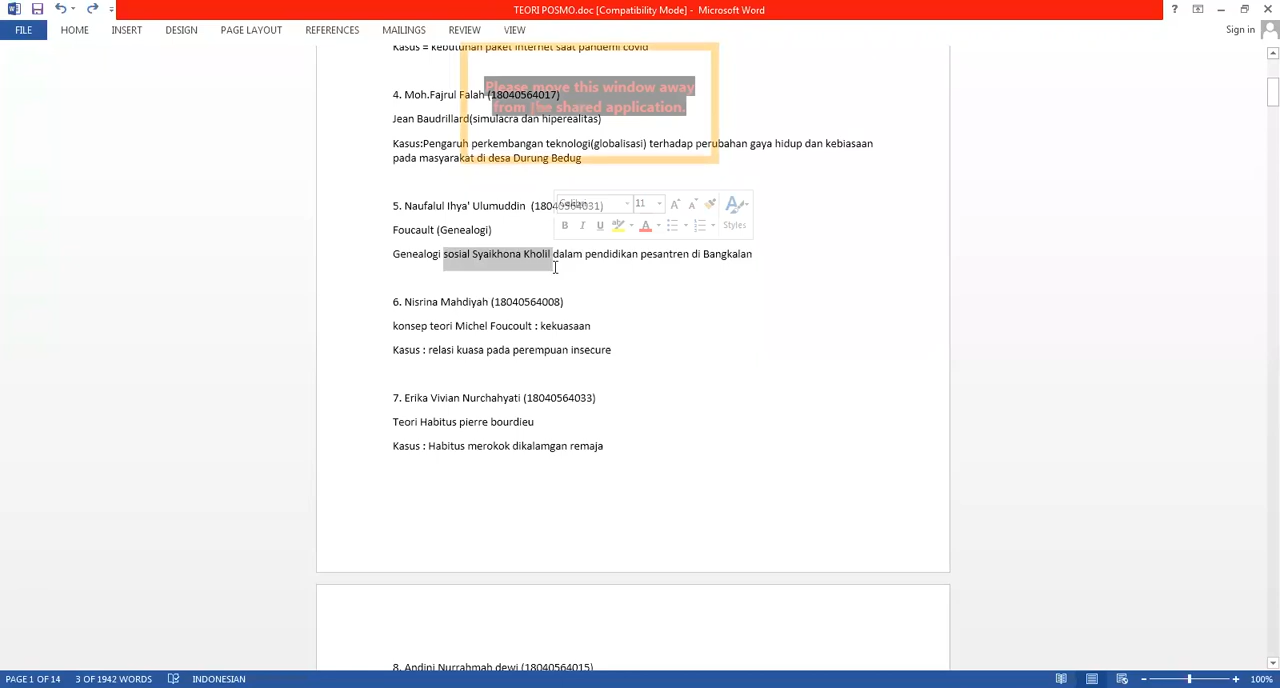 TEORI POSMO.doc [Compatibility Mode] - Microsoft Word
FILE HOME INSERT DESIGN PAGE LAYOUT REFERENCES MAILINGS REVIEW VIEW Sign in
Kasus = kebutuhan paket internet saat pandemi covid
Please move this window away
from the shared application.
4. Moh.Fajrul Falah (18040564017)
Jean Baudrillard(simulacra dan hiperealitas)
Kasus:Pengaruh perkembangan teknologi(globalisasi) terhadap perubahan gaya hidup dan kebiasaan
pada masyarakat di desa Durung Bedug
5. Naufalul Ihya' Ulumuddin (18040564031)
Calibri 11
Styles
Foucault (Genealogi)
Genealogi sosial Syaikhona Kholil dalam pendidikan pesantren di Bangkalan
6. Nisrina Mahdiyah (18040564008)
konsep teori Michel Foucoult : kekuasaan
Kasus : relasi kuasa pada perempuan insecure
7. Erika Vivian Nurchahyati (18040564033)
Teori Habitus pierre bourdieu
Kasus : Habitus merokok dikalamgan remaja
8. Andini Nurrahmah dewi (18040564015)
PAGE 1 OF 14 3 OF 1942 WORDS INDONESIAN 100%